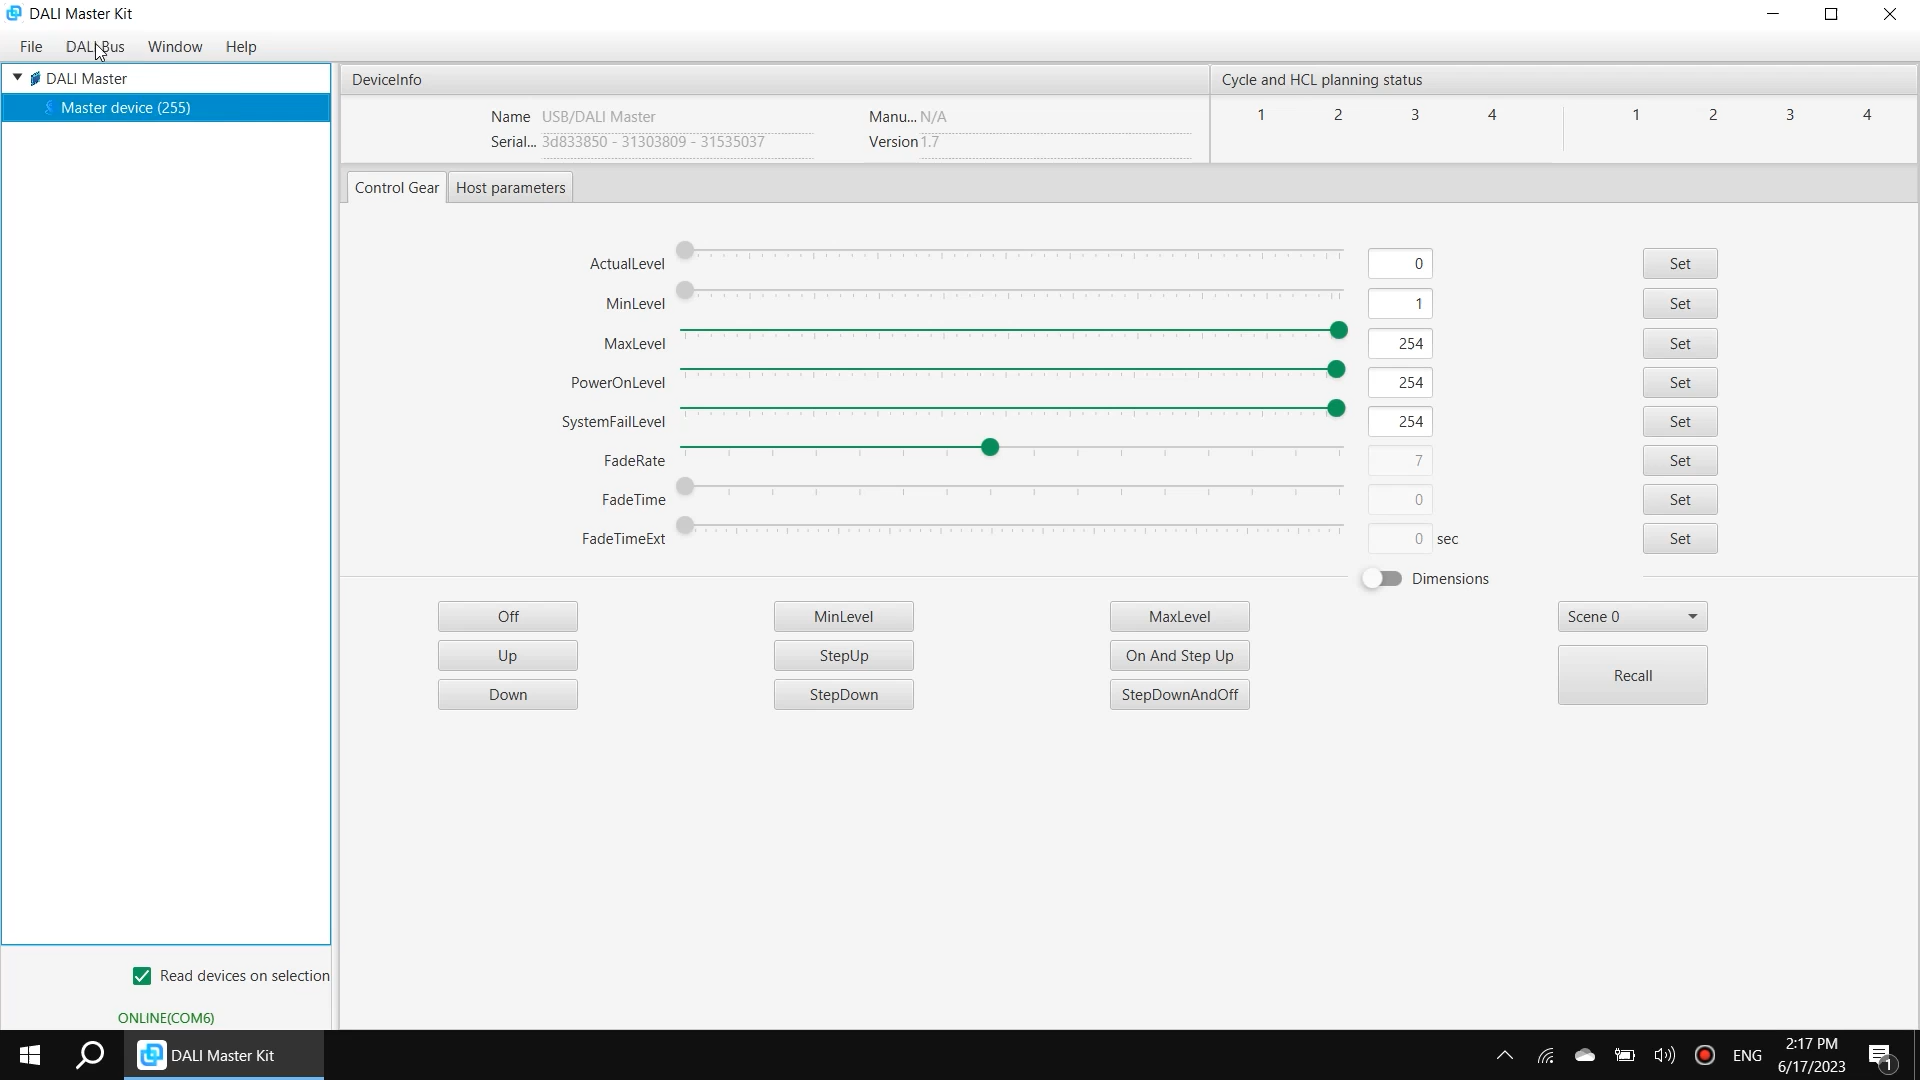 DALI Master Kit
File DALI Bus Window Help
DALI Master
Master device (255)
DeviceInfo
Name USB/DALI Master Manu... N/A
Serial... 3d833850 - 31303809 - 31535037 Version 1.7
Cycle and HCL planning status
1 2 3 4 1 2 3 4
Control Gear Host parameters
ActualLevel 0 Set
MinLevel 1 Set
MaxLevel 254 Set
PowerOnLevel 254 Set
SystemFailLevel 254 Set
FadeRate 7 Set
FadeTime 0 Set
FadeTimeExt 0 sec Set
Dimensions
Off MinLevel MaxLevel Scene 0
Up StepUp On And Step Up Recall
Down StepDown StepDownAndOff
Read devices on selection
ONLINE(COM6)
DALI Master Kit
ENG
2:17 PM
6/17/2023
1